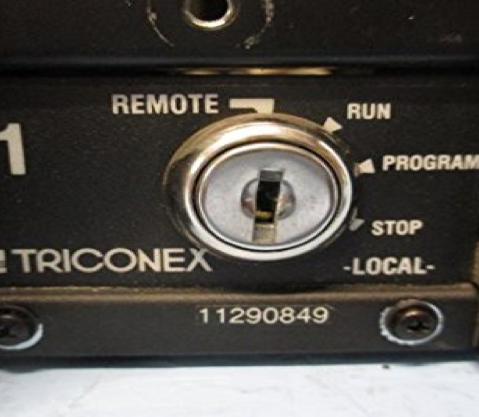 REMOTE
RUN
1
PROGRAM
STOP
TRICONEX
-LOCAL-
11290849